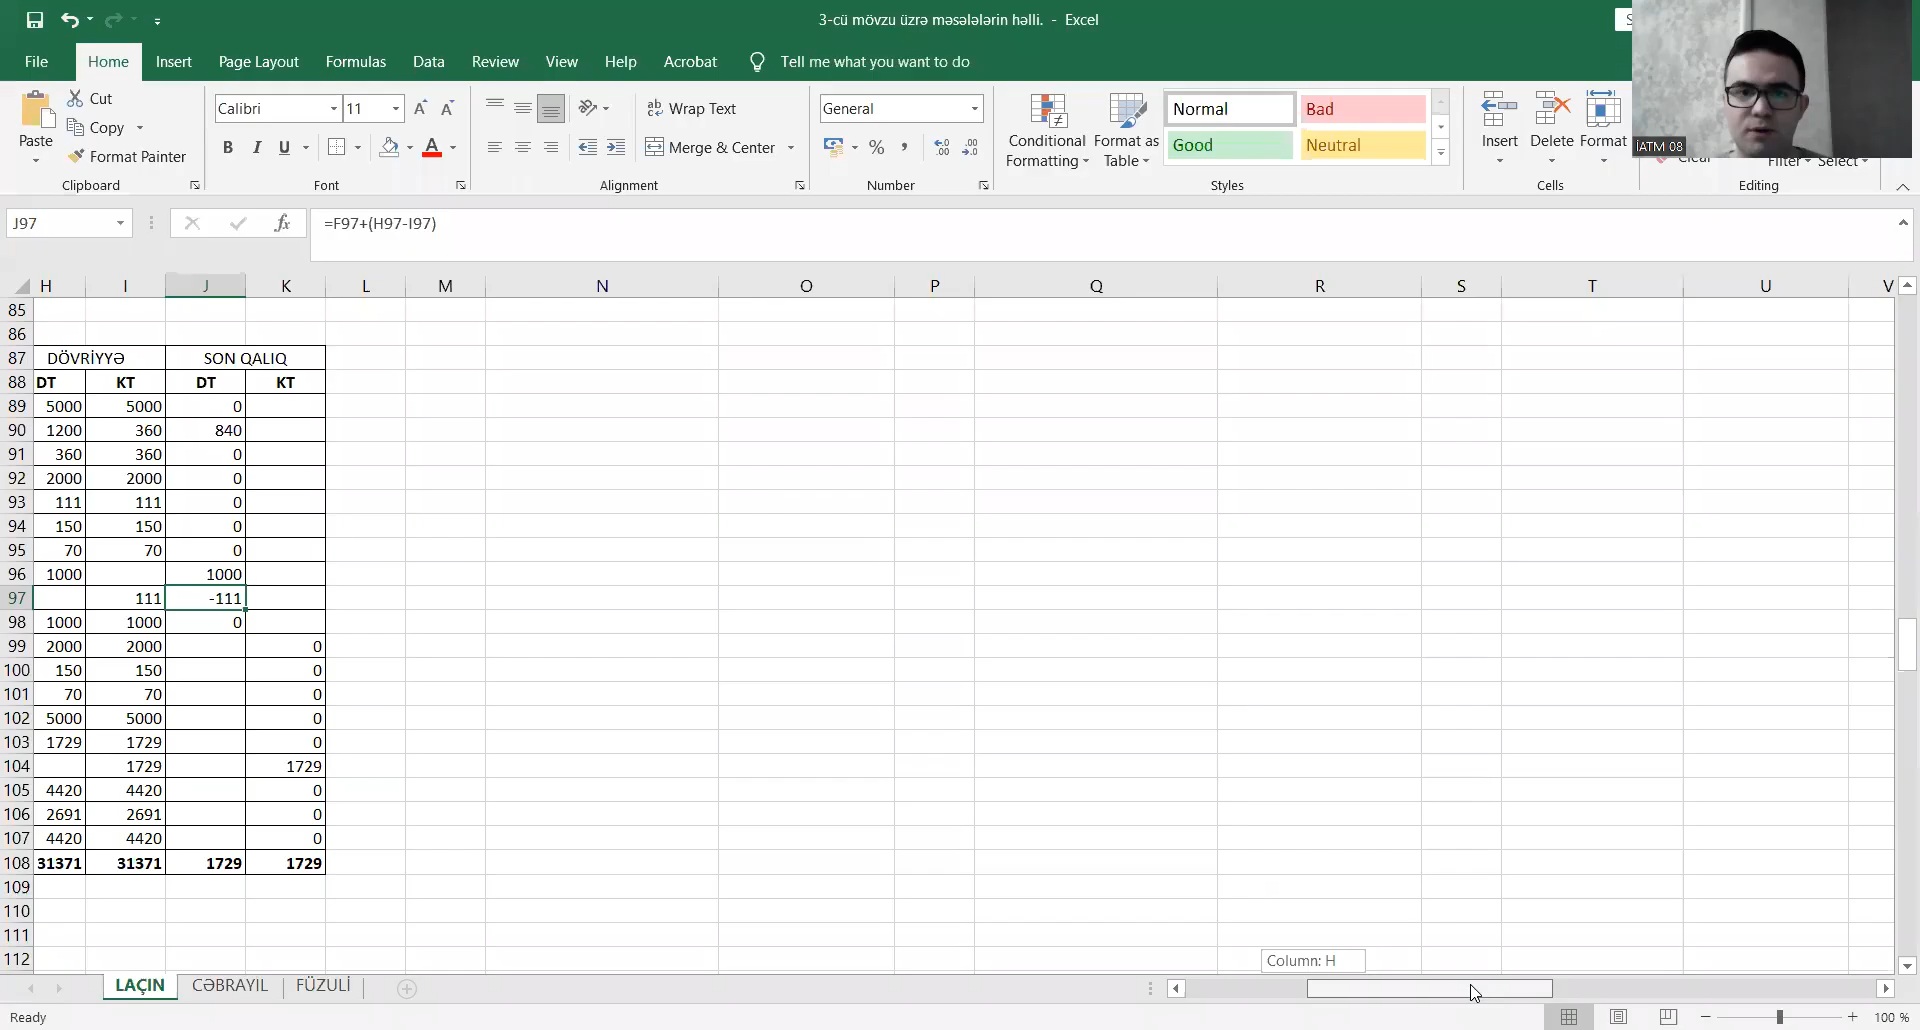 3-cü mövzu üzrə məsələlərin həlli. - Excel
File Home Insert Page Layout Formulas Data Review View Help Acrobat Tell me what you want to do
Cut
Copy
Format Painter
Paste
Clipboard
Calibri 11
B I U
Font
Wrap Text
Merge & Center
Alignment
General
Number
Conditional Formatting
Format as Table
Normal Bad
Good Neutral
Styles
Insert Delete Format
Cells
Clear
Filter Select
Editing
İATM 08
J97 fx =F97+(H97-I97)
H I J K L M N O P Q R S T U V
85
86
87 DÖVRİYYƏ SON QALIQ
88 DT KT DT KT
89 5000 5000 0
90 1200 360 840
91 360 360 0
92 2000 2000 0
93 111 111 0
94 150 150 0
95 70 70 0
96 1000 1000
97 111 -111
98 1000 1000 0
99 2000 2000 0
100 150 150 0
101 70 70 0
102 5000 5000 0
103 1729 1729 0
104 1729 1729
105 4420 4420 0
106 2691 2691 0
107 4420 4420 0
108 31371 31371 1729 1729
109
110
111
112
Column: H
LAÇIN CƏBRAYIL FÜZULİ
Ready
100 %